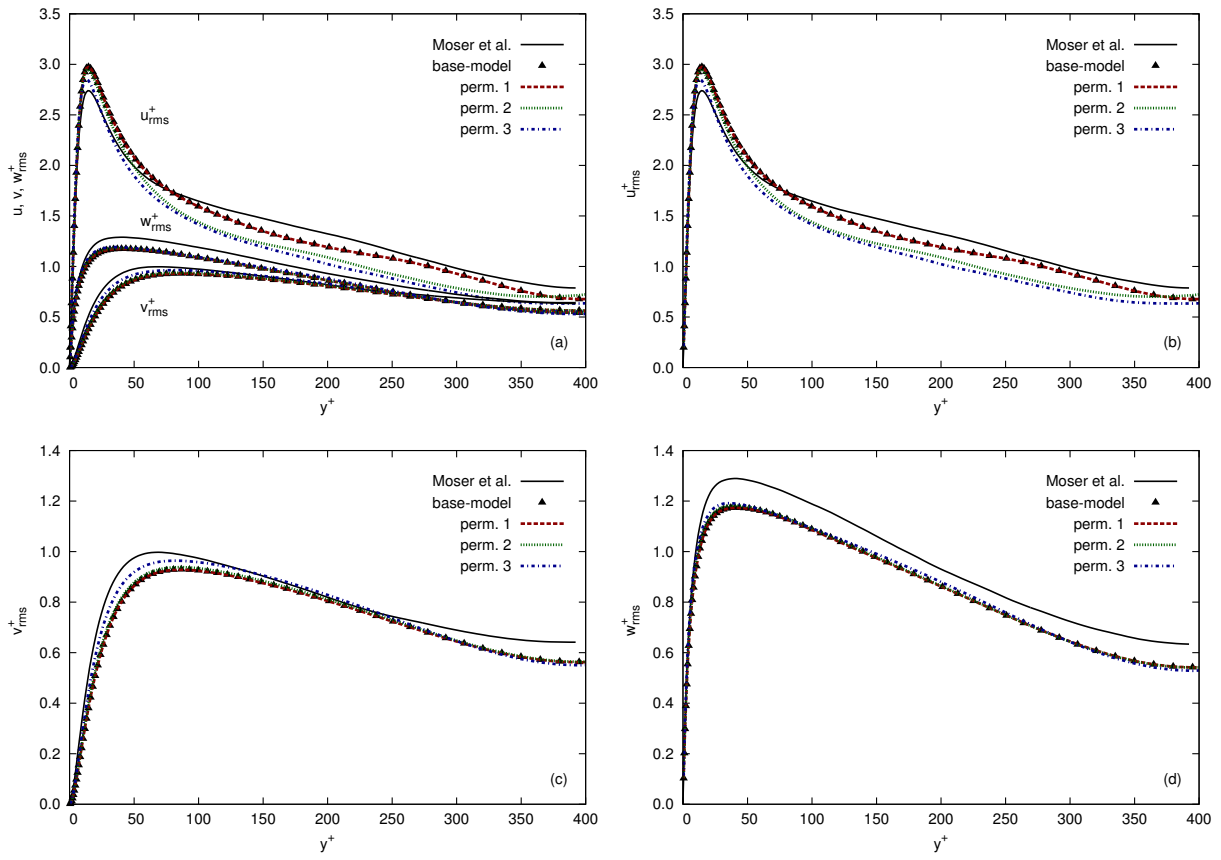 3.5
3.0
2.5
2.0
1.5
1.0
0.5
0.0
u, v, w⁺rms
Moser et al.
base-model
perm. 1
perm. 2
perm. 3
u⁺rms
w⁺rms
v⁺rms
(a)
0 50 100 150 200 250 300 350 400
y⁺
3.5
3.0
2.5
2.0
1.5
1.0
0.5
0.0
u⁺rms
Moser et al.
base-model
perm. 1
perm. 2
perm. 3
(b)
0 50 100 150 200 250 300 350 400
y⁺
1.4
1.2
1.0
0.8
0.6
0.4
0.2
0.0
v⁺rms
Moser et al.
base-model
perm. 1
perm. 2
perm. 3
(c)
0 50 100 150 200 250 300 350 400
y⁺
1.4
1.2
1.0
0.8
0.6
0.4
0.2
0.0
w⁺rms
Moser et al.
base-model
perm. 1
perm. 2
perm. 3
(d)
0 50 100 150 200 250 300 350 400
y⁺